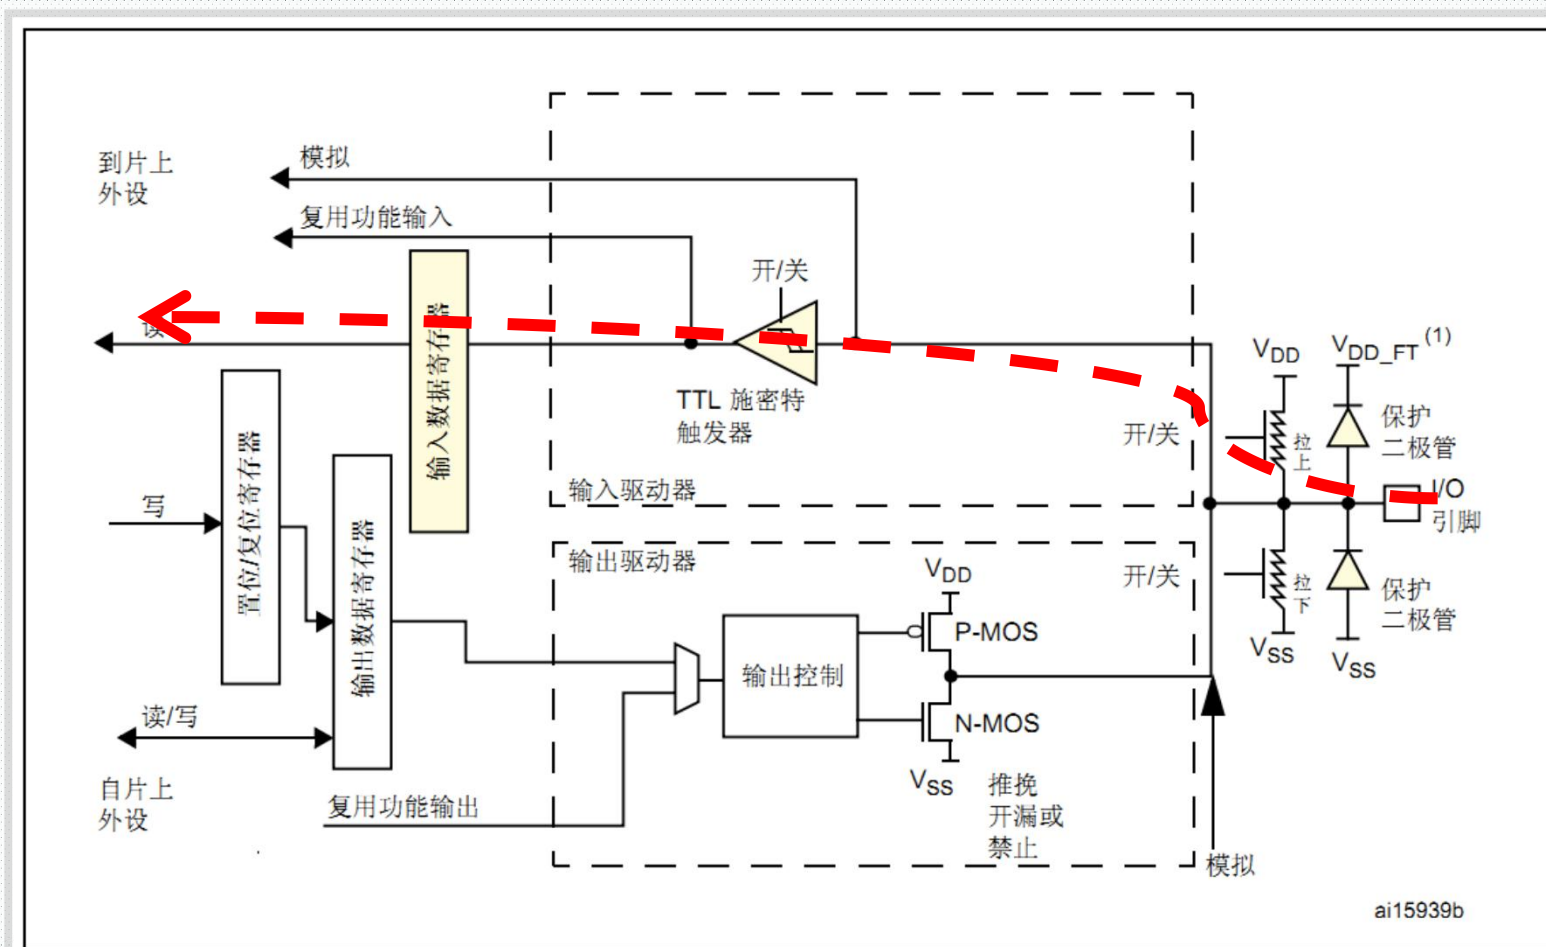 到片上
外设
模拟
复用功能输入
开/关
读
输入数据寄存器
TTL 施密特
触发器
VDD
VDD_FT (1)
保护
二极管
开/关
拉上
输入驱动器
I/O
引脚
写
置位/复位寄存器
输出数据寄存器
输出驱动器
VDD
开/关
拉下
保护
二极管
P-MOS
VSS
VSS
输出控制
读/写
N-MOS
VSS
自片上
外设
复用功能输出
推挽
开漏或
禁止
模拟
ai15939b